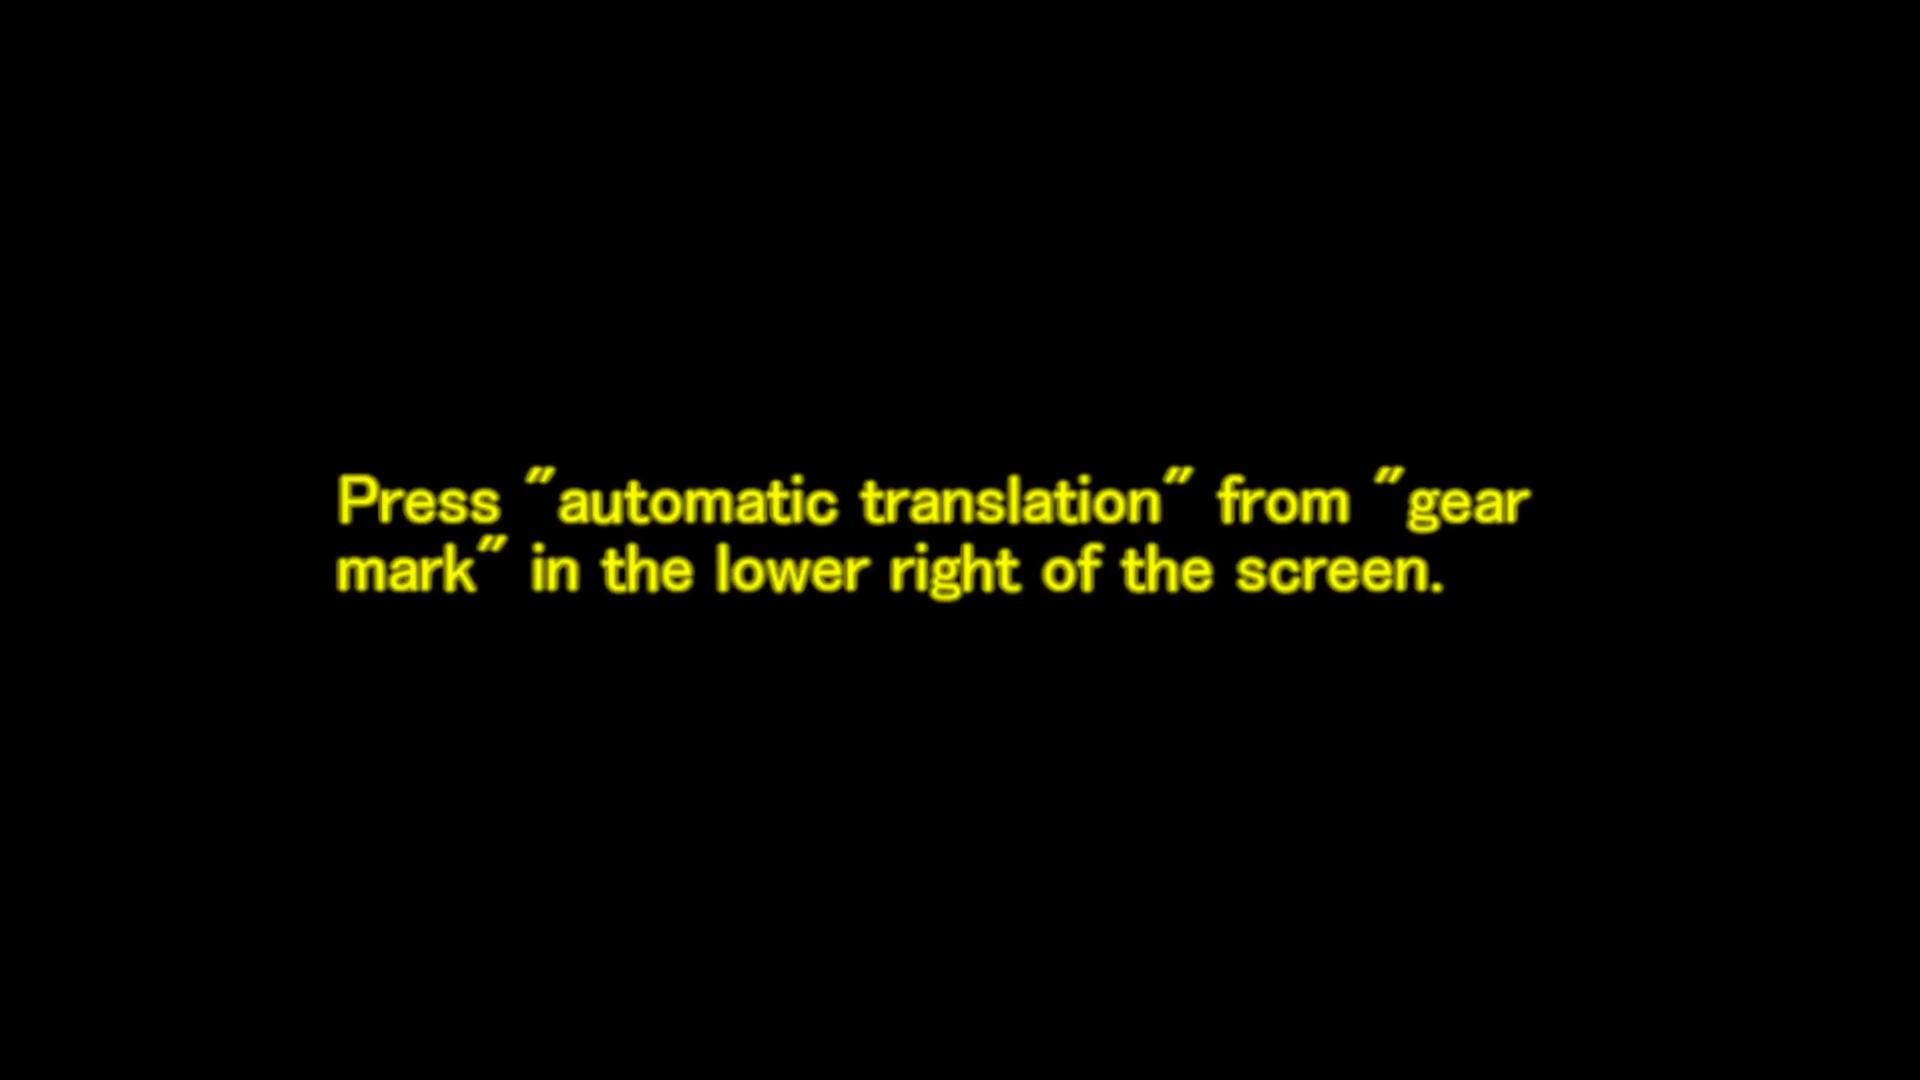 Press "automatic translation" from "gear
mark" in the lower right of the screen.